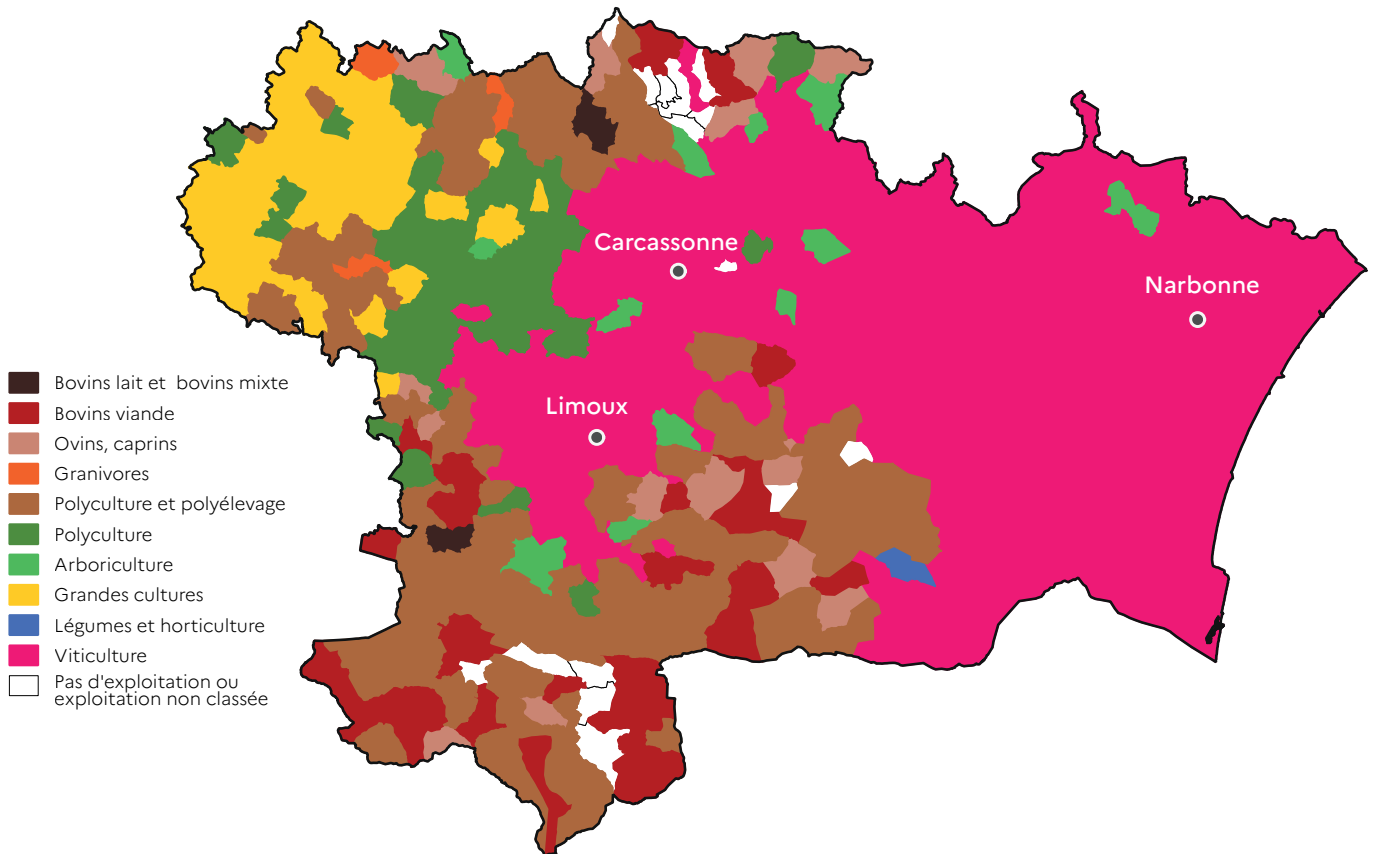 Carcassonne
Narbonne
Limoux
Bovins lait et bovins mixte
Bovins viande
Ovins, caprins
Granivores
Polyculture et polyélevage
Polyculture
Arboriculture
Grandes cultures
Légumes et horticulture
Viticulture
Pas d'exploitation ou
exploitation non classée